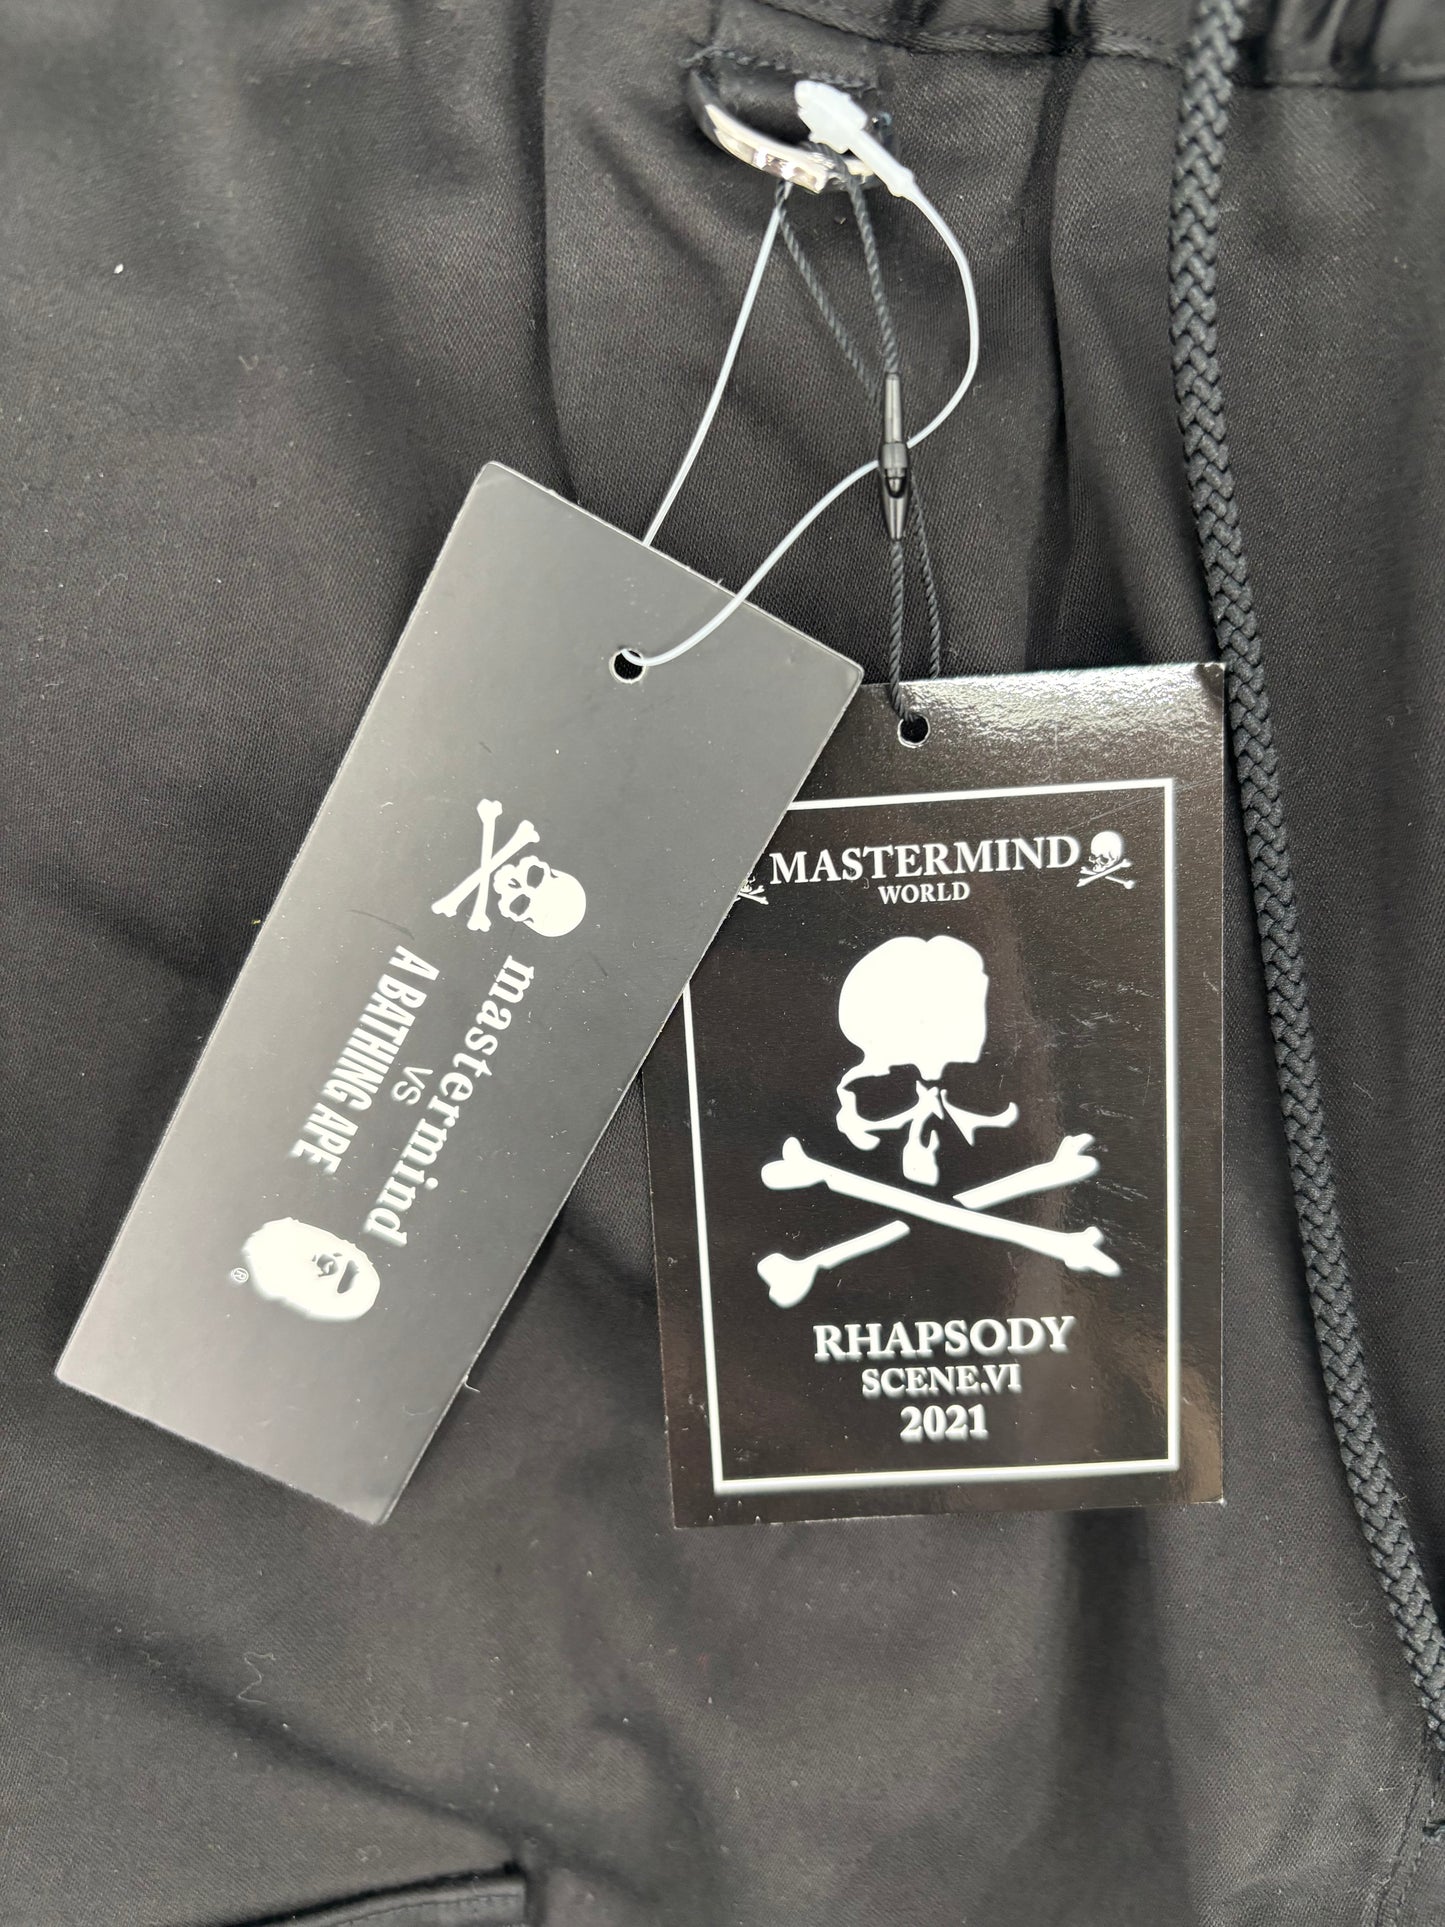 mastermind
VS
A BATHING APE
®
MASTERMIND
WORLD
RHAPSODY
SCENE.VI
2021